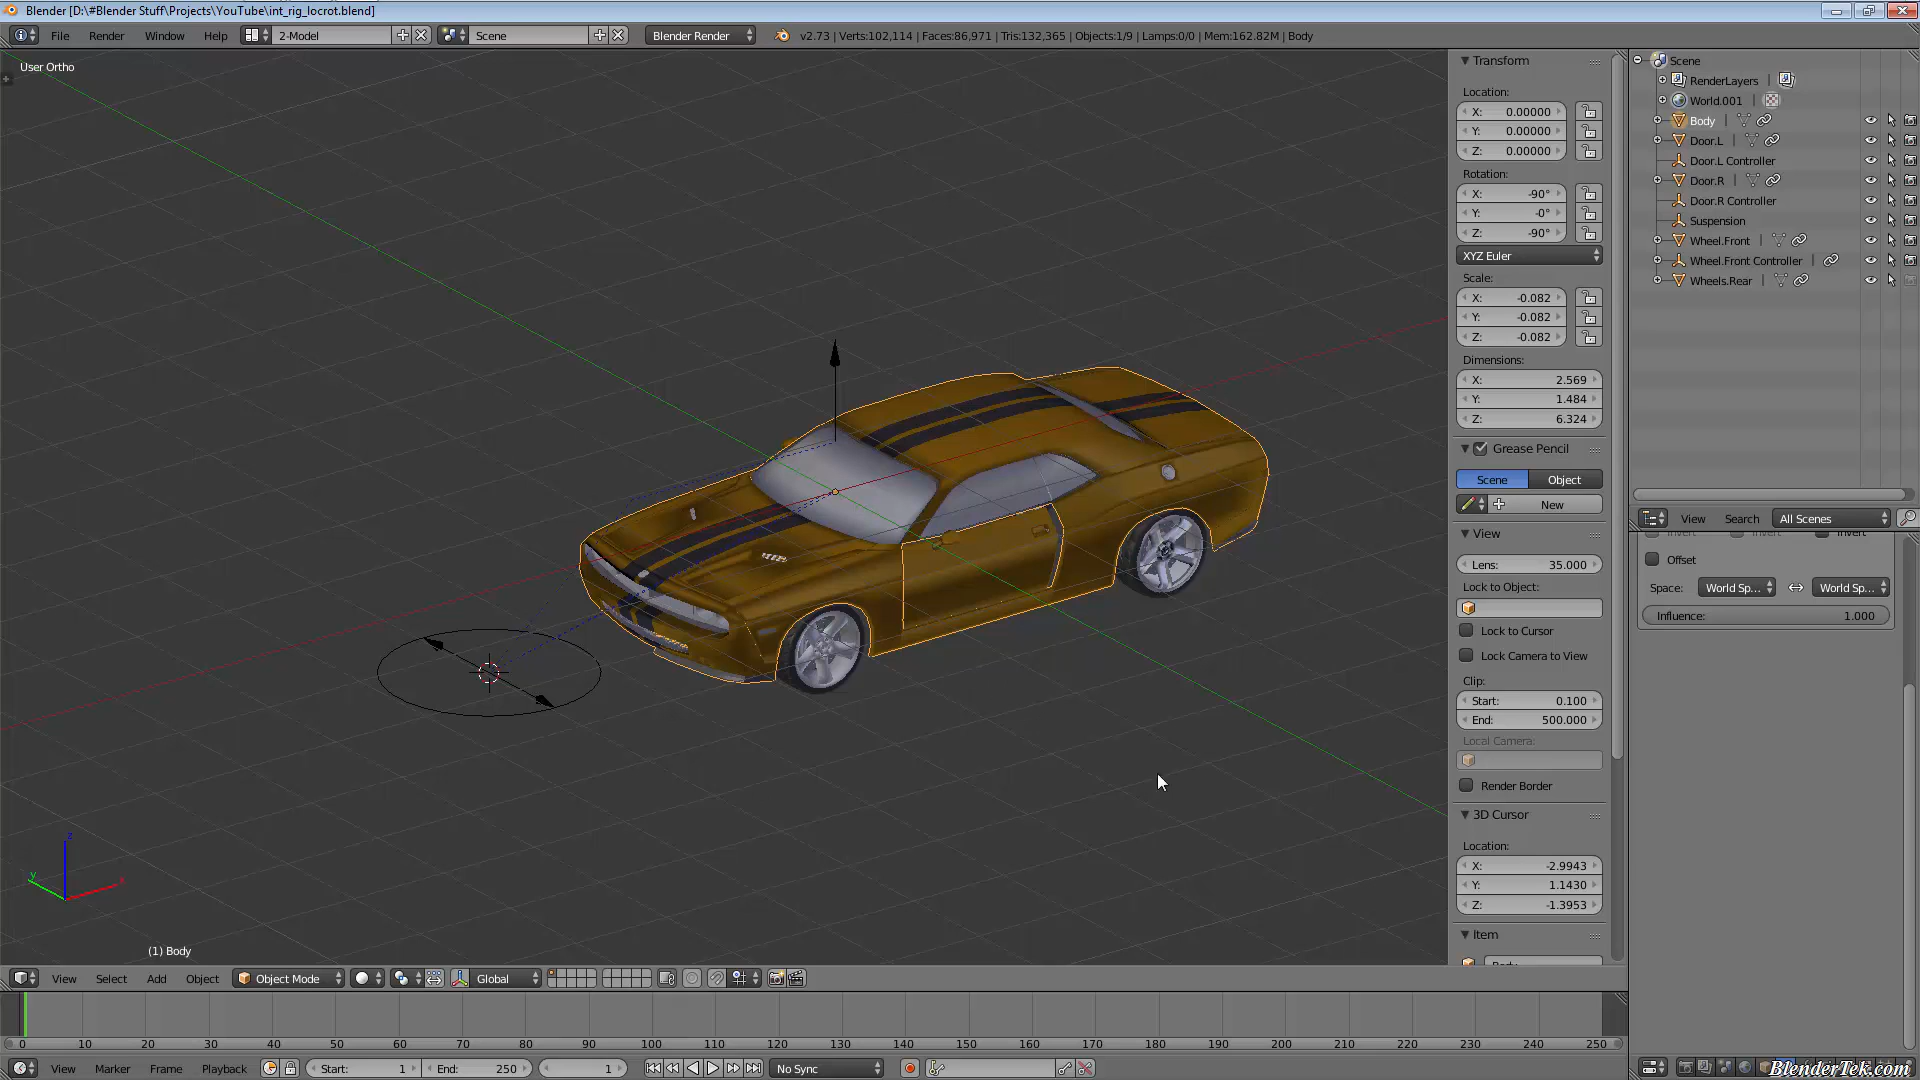 Blender [D:\#Blender Stuff\Projects\YouTube\int_rig_locrot.blend]
File Render Window Help 2-Model Scene Blender Render v2.73 | Verts:102,114 | Faces:86,971 | Tris:132,365 | Objects:1/9 | Lamps:0/0 | Mem:162.82M | Body
User Ortho
(1) Body
z
y
x
Transform
Location:
X: 0.00000
Y: 0.00000
Z: 0.00000
Rotation:
X: -90°
Y: -0°
Z: -90°
XYZ Euler
Scale:
X: -0.082
Y: -0.082
Z: -0.082
Dimensions:
X: 2.569
Y: 1.484
Z: 6.324
Grease Pencil
Scene Object
New
View
Lens: 35.000
Lock to Object:
Lock to Cursor
Lock Camera to View
Clip:
Start: 0.100
End: 500.000
Local Camera:
Render Border
3D Cursor
Location:
X: -2.9943
Y: 1.1430
Z: -1.3953
Item
Body
Scene
RenderLayers
World.001
Body
Door.L
Door.L Controller
Door.R
Door.R Controller
Suspension
Wheel.Front
Wheel.Front Controller
Wheels.Rear
View Search All Scenes
Invert Invert Invert
Offset
Space: World Sp... World Sp...
Influence: 1.000
View Select Add Object Object Mode Global
0 10 20 30 40 50 60 70 80 90 100 110 120 130 140 150 160 170 180 190 200 210 220 230 240 250
View Marker Frame Playback Start: 1 End: 250 1 No Sync
BlenderTek.com